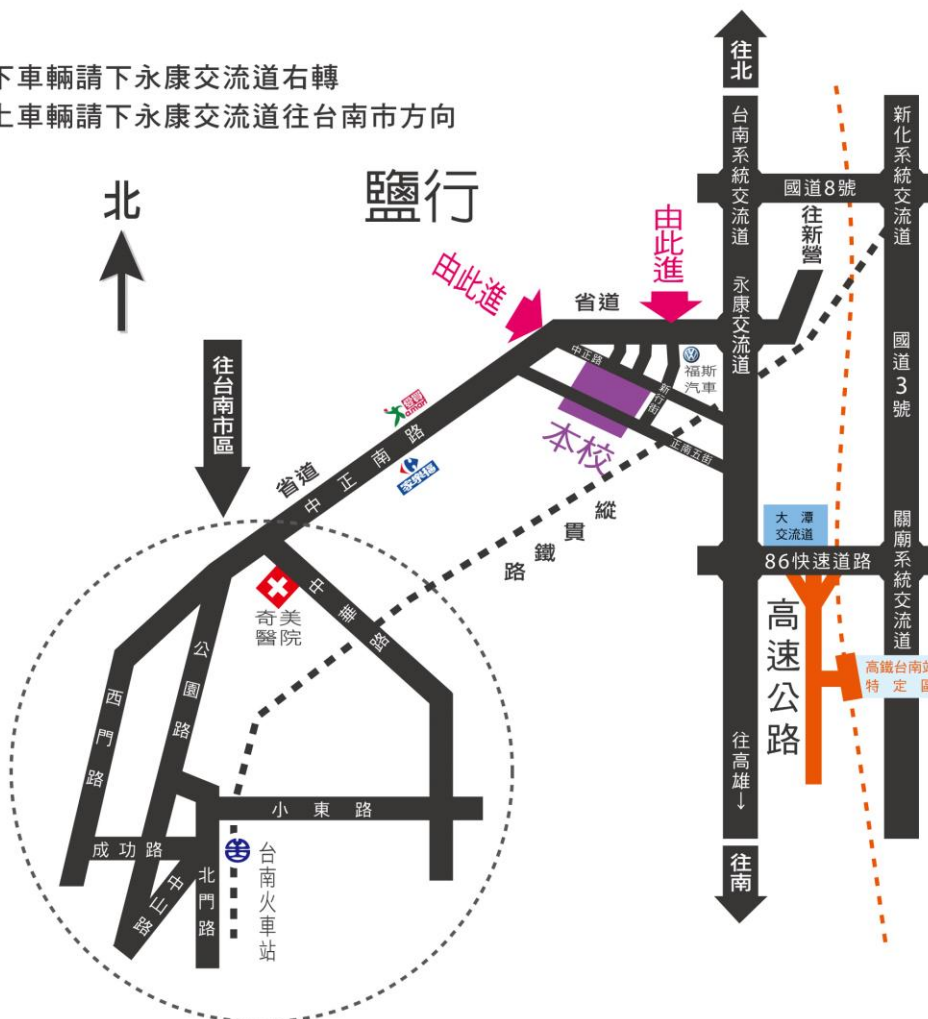 下車輛請下永康交流道右轉
上車輛請下永康交流道往台南市方向
北
鹽行
往北
台南系統交流道
新化系統交流道
國道8號
往新營
由此進
由此進
省道
永康交流道
國道3號
往台南市區
中正路
福斯
汽車
新行街
本校
正南五街
愛買
a.mart
家樂福
省道
中正南路
縱貫鐵路
大潭
交流道
86快速道路
關廟系統交流道
高速公路
高鐵台南站
特定區
奇美
醫院
中華路
公園路
西門路
小東路
成功路
中山路
北門路
台南火車站
往高雄↓
往南